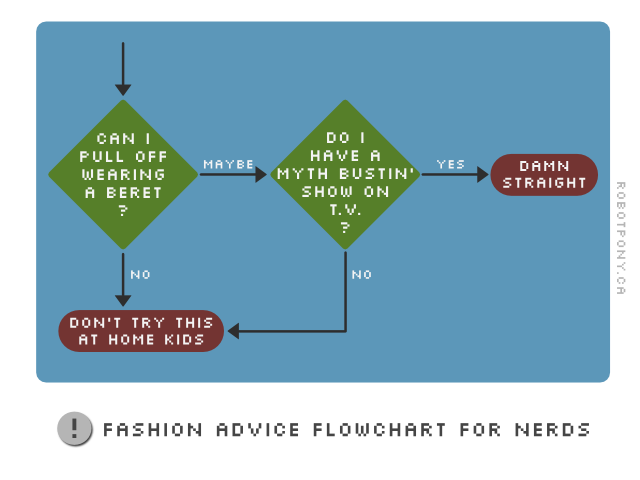 CAN I
PULL OFF
WEARING
A BERET
?
MAYBE
DO I
HAVE A
MYTH BUSTIN'
SHOW ON
T.V.
?
YES
DAMN
STRAIGHT
NO
NO
DON'T TRY THIS
AT HOME KIDS
ROBOTPONY.CA
! FASHION ADVICE FLOWCHART FOR NERDS